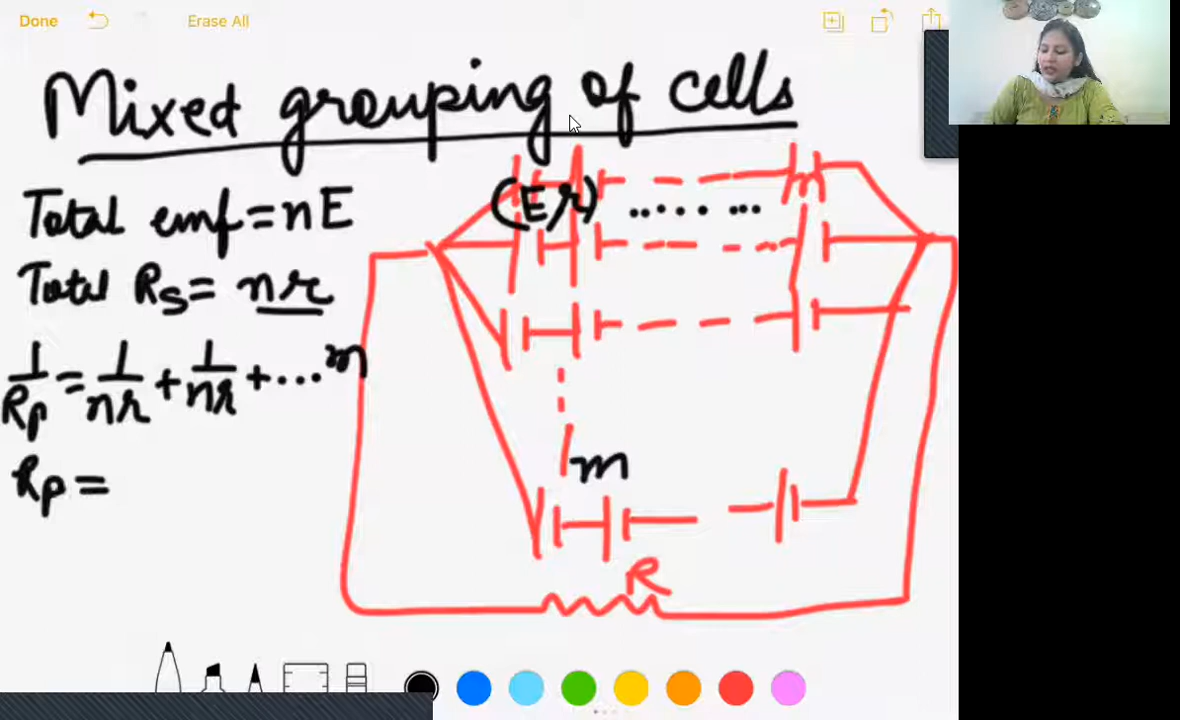 Done Erase All
Mixed grouping of cells
(E,r) ......... n
Total emf = nE
Total Rs = nr
1/Rp = 1/nr + 1/nr + ... m
m
Rp =
R